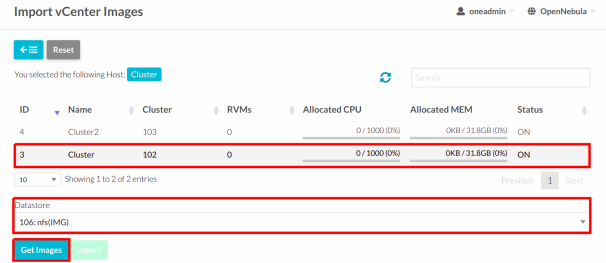 Import vCenter Images
oneadmin
OpenNebula
Reset
You selected the following Host: Cluster
Search
ID Name Cluster RVMs Allocated CPU Allocated MEM Status
4 Cluster2 103 0 0 / 1000 (0%) 0KB / 31.8GB (0%) ON
3 Cluster 102 0 0 / 1000 (0%) 0KB / 31.8GB (0%) ON
10 Showing 1 to 2 of 2 entries
Previous 1 Next
Datastore
106: nfs(IMG)
Get Images Import